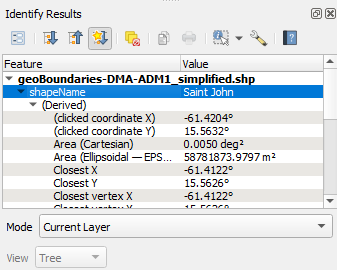 Identify Results
Feature Value
geoBoundaries-DMA-ADM1_simplified.shp
shapeName Saint John
(Derived)
(clicked coordinate X) -61.4204°
(clicked coordinate Y) 15.5632°
Area (Cartesian) 0.0050 deg²
Area (Ellipsoidal — EPS... 58781873.9797 m²
Closest X -61.4122°
Closest Y 15.5626°
Closest vertex X -61.4122°
Closest vertex Y 15.5626°
Mode Current Layer
View Tree